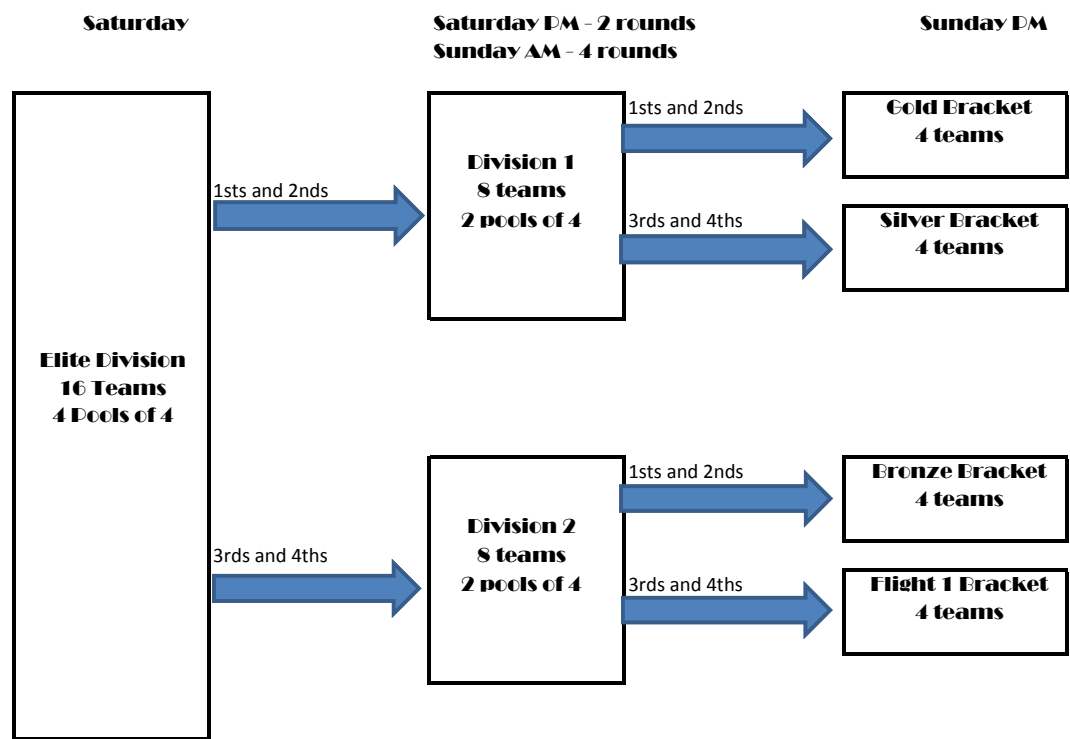 Saturday
Saturday PM - 2 rounds
Sunday AM - 4 rounds
Sunday PM
Elite Division
16 Teams
4 Pools of 4
1sts and 2nds
3rds and 4ths
Division 1
8 teams
2 pools of 4
1sts and 2nds
3rds and 4ths
Gold Bracket
4 teams
Silver Bracket
4 teams
Division 2
8 teams
2 pools of 4
1sts and 2nds
3rds and 4ths
Bronze Bracket
4 teams
Flight 1 Bracket
4 teams